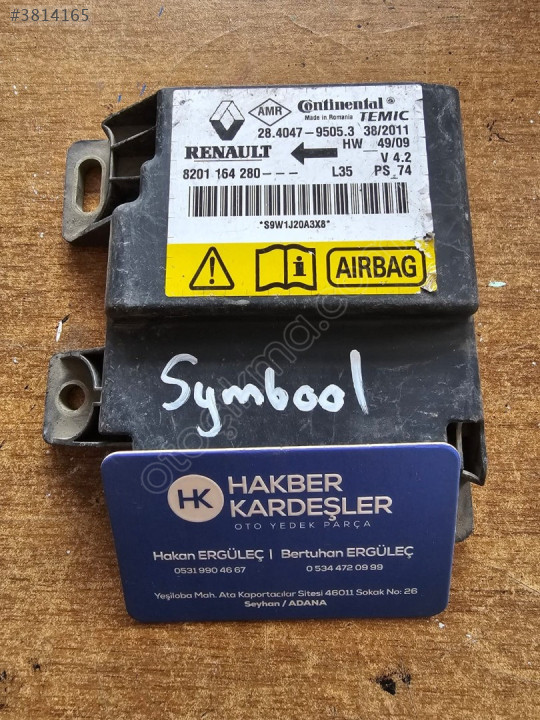 #3814165
AMR
Continental
Made in Romania TEMIC
28.4047-9505.3 38/2011
HW 49/09
RENAULT
V 4.2
8201 164 280--- L35 PS_74
*S9W1J20A3X8*
AIRBAG
Symbool
HK
HAKBER
KARDEŞLER
OTO YEDEK PARÇA
Hakan ERGÜLEÇ | Bertuhan ERGÜLEÇ
0531 990 46 67 0 534 472 09 99
Yeşiloba Mah. Ata Kaportacılar Sitesi 46011 Sokak No: 26
Seyhan / ADANA